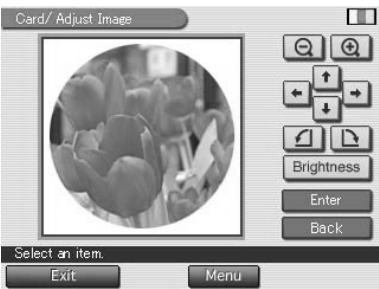 Card/ Adjust Image
Brightness
Enter
Back
Select an item.
Exit
Menu